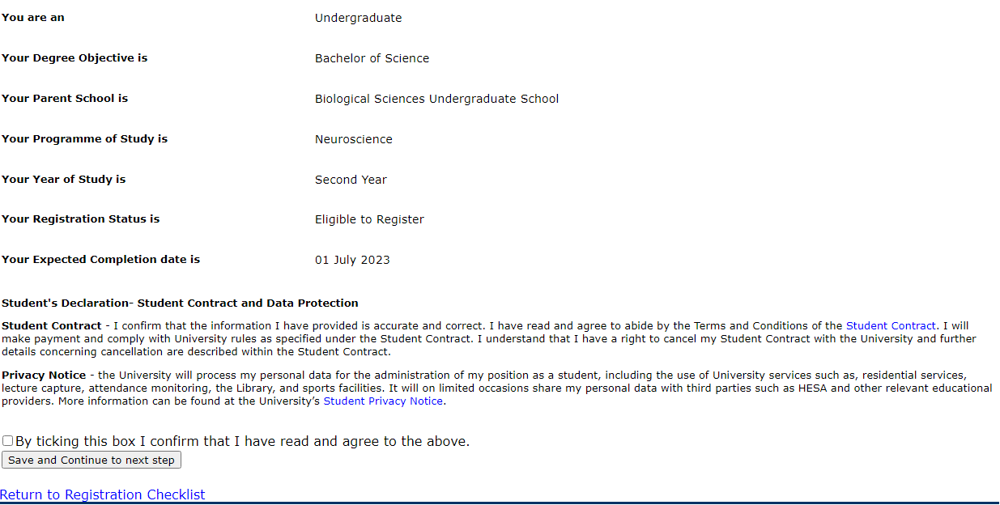 You are an Undergraduate
Your Degree Objective is Bachelor of Science
Your Parent School is Biological Sciences Undergraduate School
Your Programme of Study is Neuroscience
Your Year of Study is Second Year
Your Registration Status is Eligible to Register
Your Expected Completion date is 01 July 2023
Student's Declaration- Student Contract and Data Protection
Student Contract - I confirm that the information I have provided is accurate and correct. I have read and agree to abide by the Terms and Conditions of the Student Contract. I will
make payment and comply with University rules as specified under the Student Contract. I understand that I have a right to cancel my Student Contract with the University and further
details concerning cancellation are described within the Student Contract.
Privacy Notice - the University will process my personal data for the administration of my position as a student, including the use of University services such as, residential services,
lecture capture, attendance monitoring, the Library, and sports facilities. It will on limited occasions share my personal data with third parties such as HESA and other relevant educational
providers. More information can be found at the University’s Student Privacy Notice.
By ticking this box I confirm that I have read and agree to the above.
Save and Continue to next step
Return to Registration Checklist